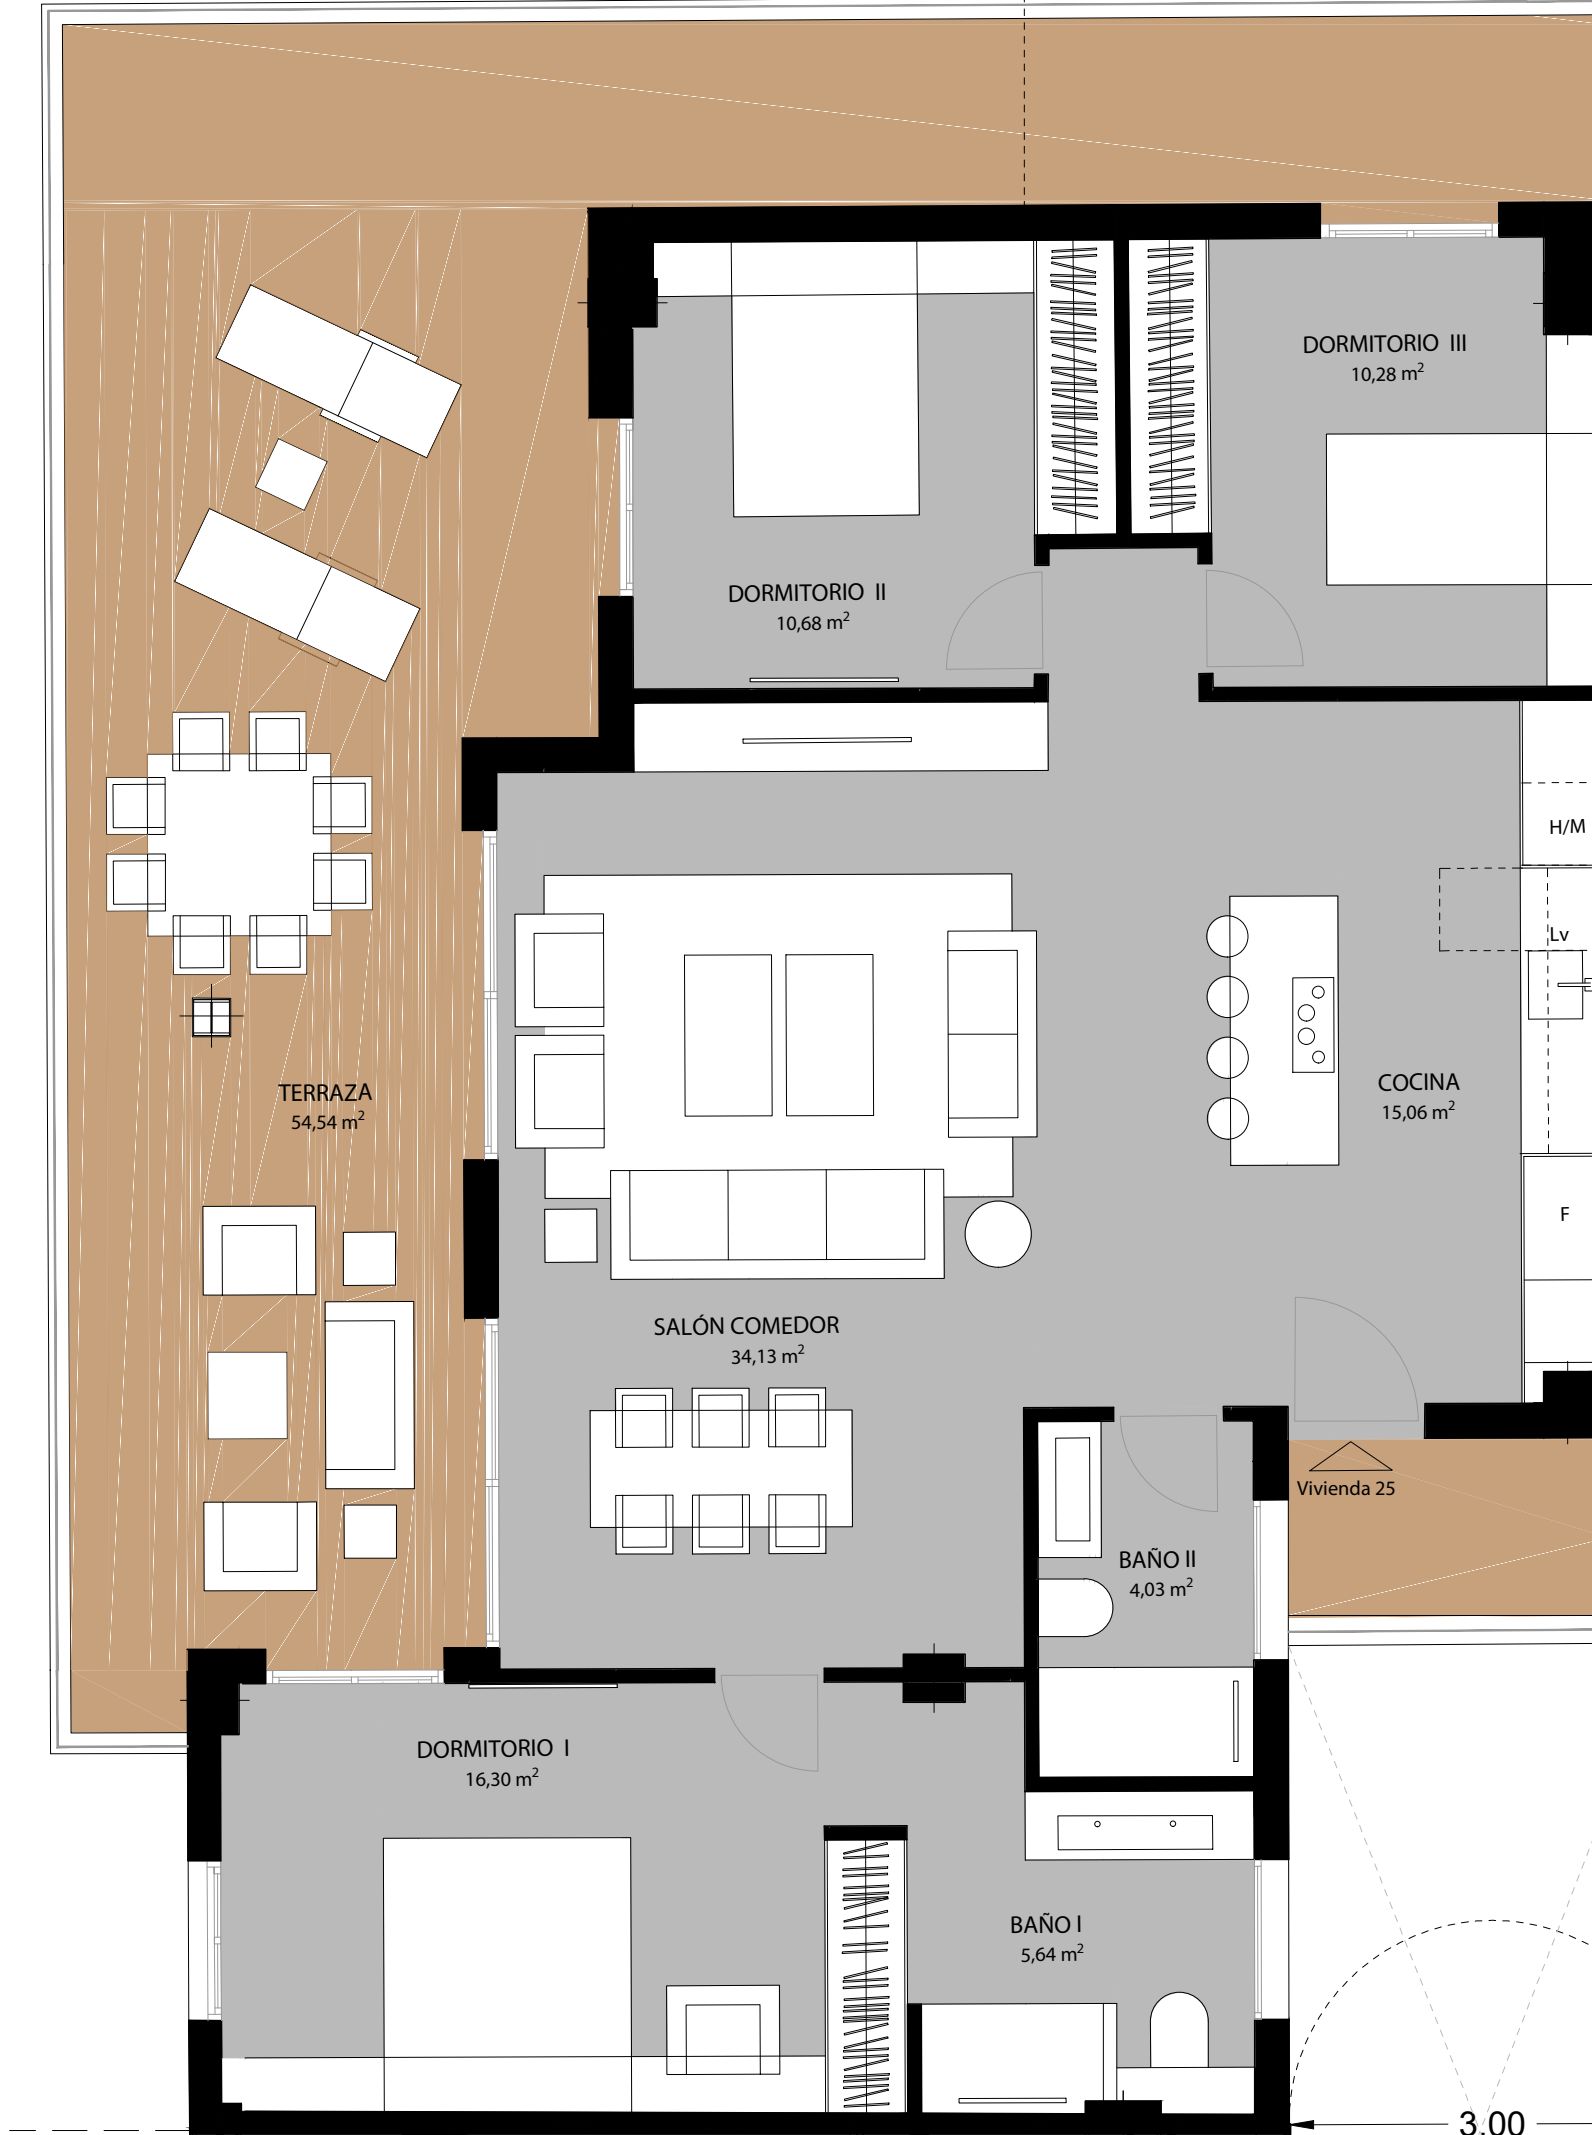 DORMITORIO III
10,28 m²
DORMITORIO II
10,68 m²
H/M
Lv
TERRAZA
54,54 m²
COCINA
15,06 m²
F
SALÓN COMEDOR
34,13 m²
Vivienda 25
BAÑO II
4,03 m²
DORMITORIO I
16,30 m²
BAÑO I
5,64 m²
3.00